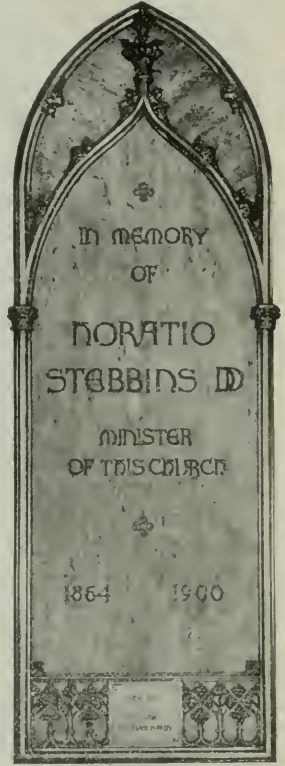 IN MEMORY
OF
HORATIO
STEBBINS DD
MINISTER
OF THIS CHURCH
1864 1900